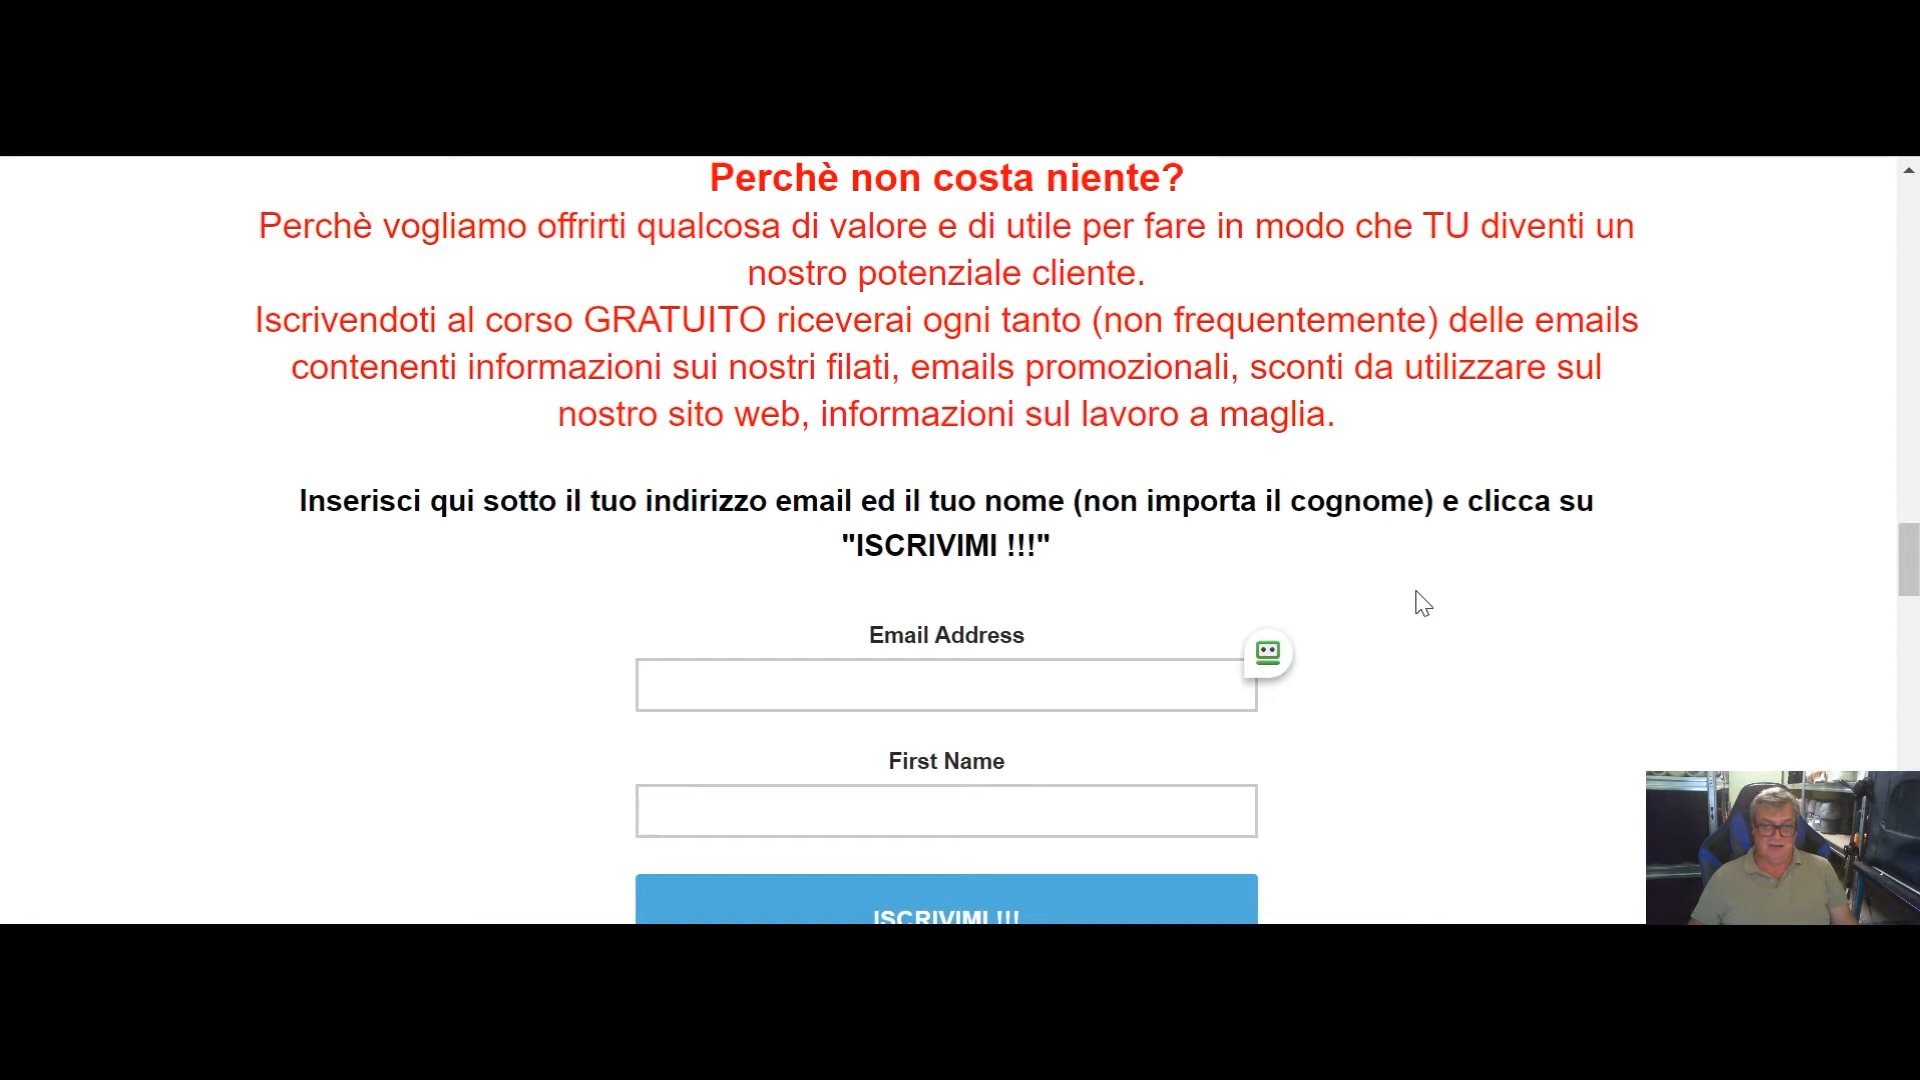 Perchè non costa niente?
Perchè vogliamo offrirti qualcosa di valore e di utile per fare in modo che TU diventi un
nostro potenziale cliente.
Iscrivendoti al corso GRATUITO riceverai ogni tanto (non frequentemente) delle emails
contenenti informazioni sui nostri filati, emails promozionali, sconti da utilizzare sul
nostro sito web, informazioni sul lavoro a maglia.
Inserisci qui sotto il tuo indirizzo email ed il tuo nome (non importa il cognome) e clicca su
"ISCRIVIMI !!!"
Email Address
First Name
ISCRIVIMI !!!